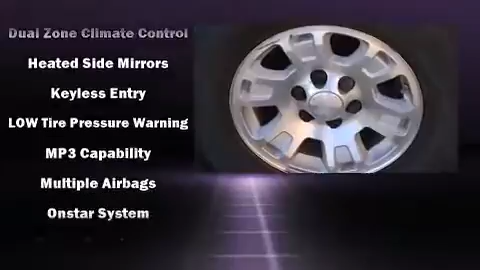 Dual Zone Climate Control
Heated Side Mirrors
Keyless Entry
LOW Tire Pressure Warning
MP3 Capability
Multiple Airbags
Onstar System